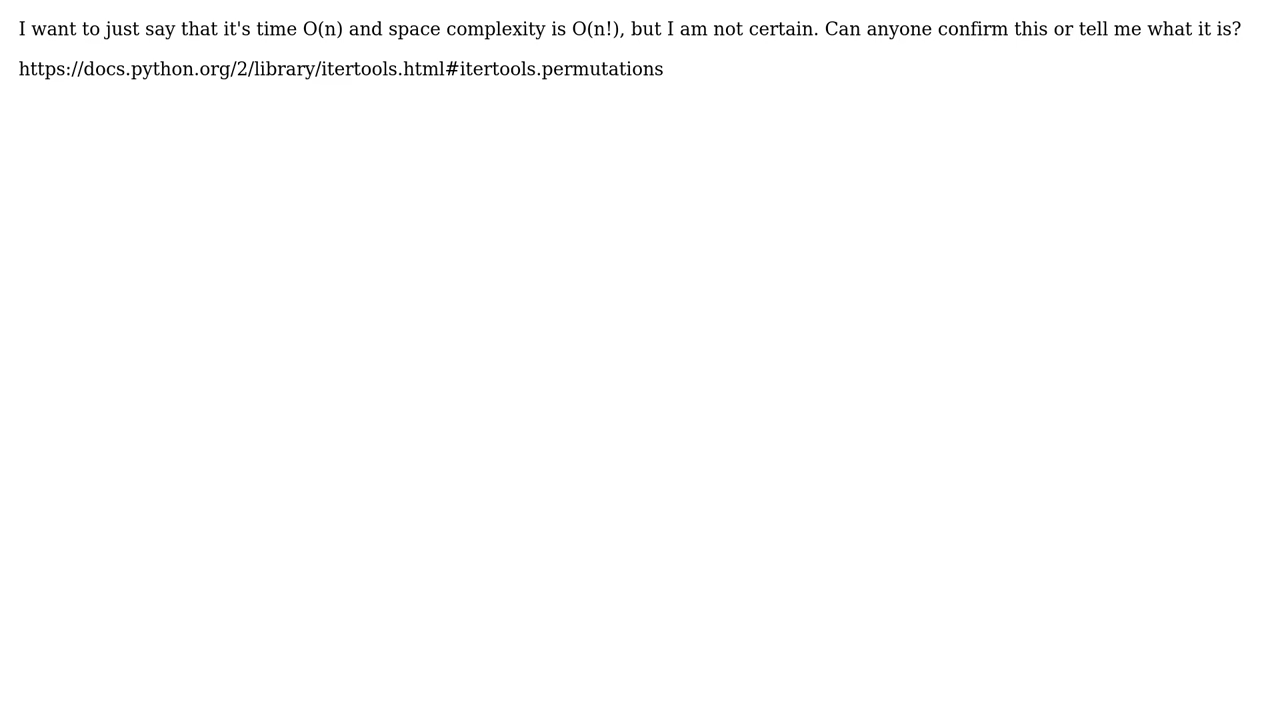 I want to just say that it's time O(n) and space complexity is O(n!), but I am not certain. Can anyone confirm this or tell me what it is?
https://docs.python.org/2/library/itertools.html#itertools.permutations